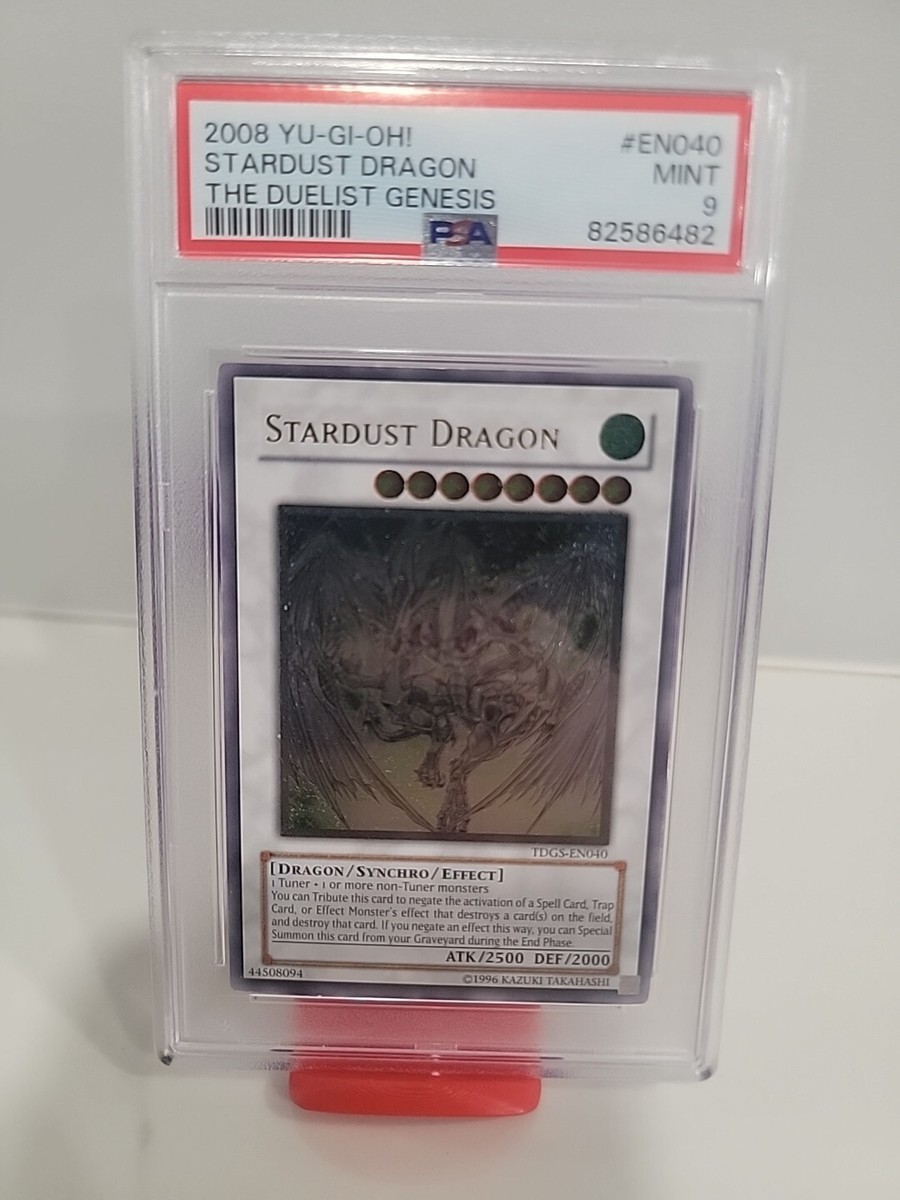 2008 YU-GI-OH! #EN040
STARDUST DRAGON MINT
THE DUELIST GENESIS 9
PSA 82586482
STARDUST DRAGON
TDGS-EN040
[DRAGON/SYNCHRO/EFFECT]
1 Tuner + 1 or more non-Tuner monsters
You can Tribute this card to negate the activation of a Spell Card, Trap
Card, or Effect Monster's effect that destroys a card(s) on the field,
and destroy that card. If you negate an effect this way, you can Special
Summon this card from your Graveyard during the End Phase.
ATK/2500 DEF/2000
44508094 ©1996 KAZUKI TAKAHASHI